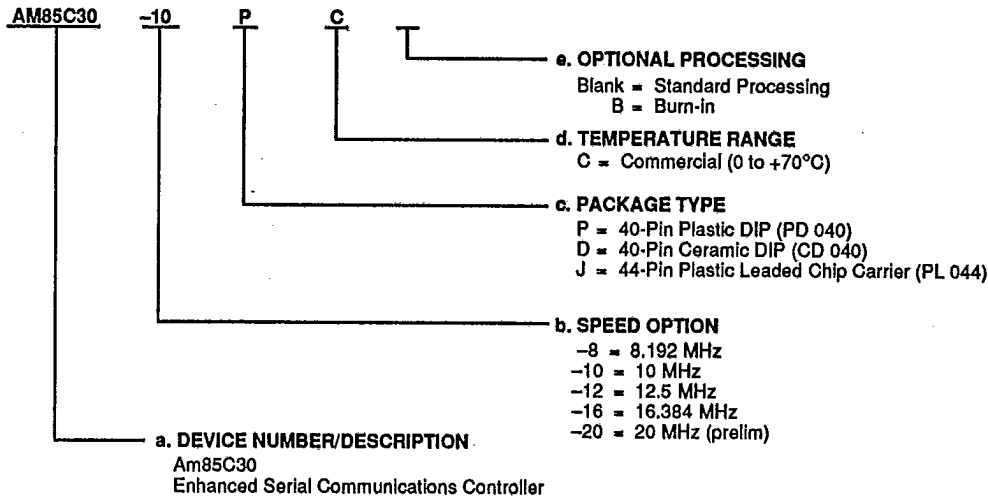 AM85C30 –10 P C
e. OPTIONAL PROCESSING
Blank = Standard Processing
B = Burn-in
d. TEMPERATURE RANGE
C = Commercial (0 to +70°C)
c. PACKAGE TYPE
P = 40-Pin Plastic DIP (PD 040)
D = 40-Pin Ceramic DIP (CD 040)
J = 44-Pin Plastic Leaded Chip Carrier (PL 044)
b. SPEED OPTION
–8 = 8.192 MHz
–10 = 10 MHz
–12 = 12.5 MHz
–16 = 16.384 MHz
–20 = 20 MHz (prelim)
a. DEVICE NUMBER/DESCRIPTION
Am85C30
Enhanced Serial Communications Controller